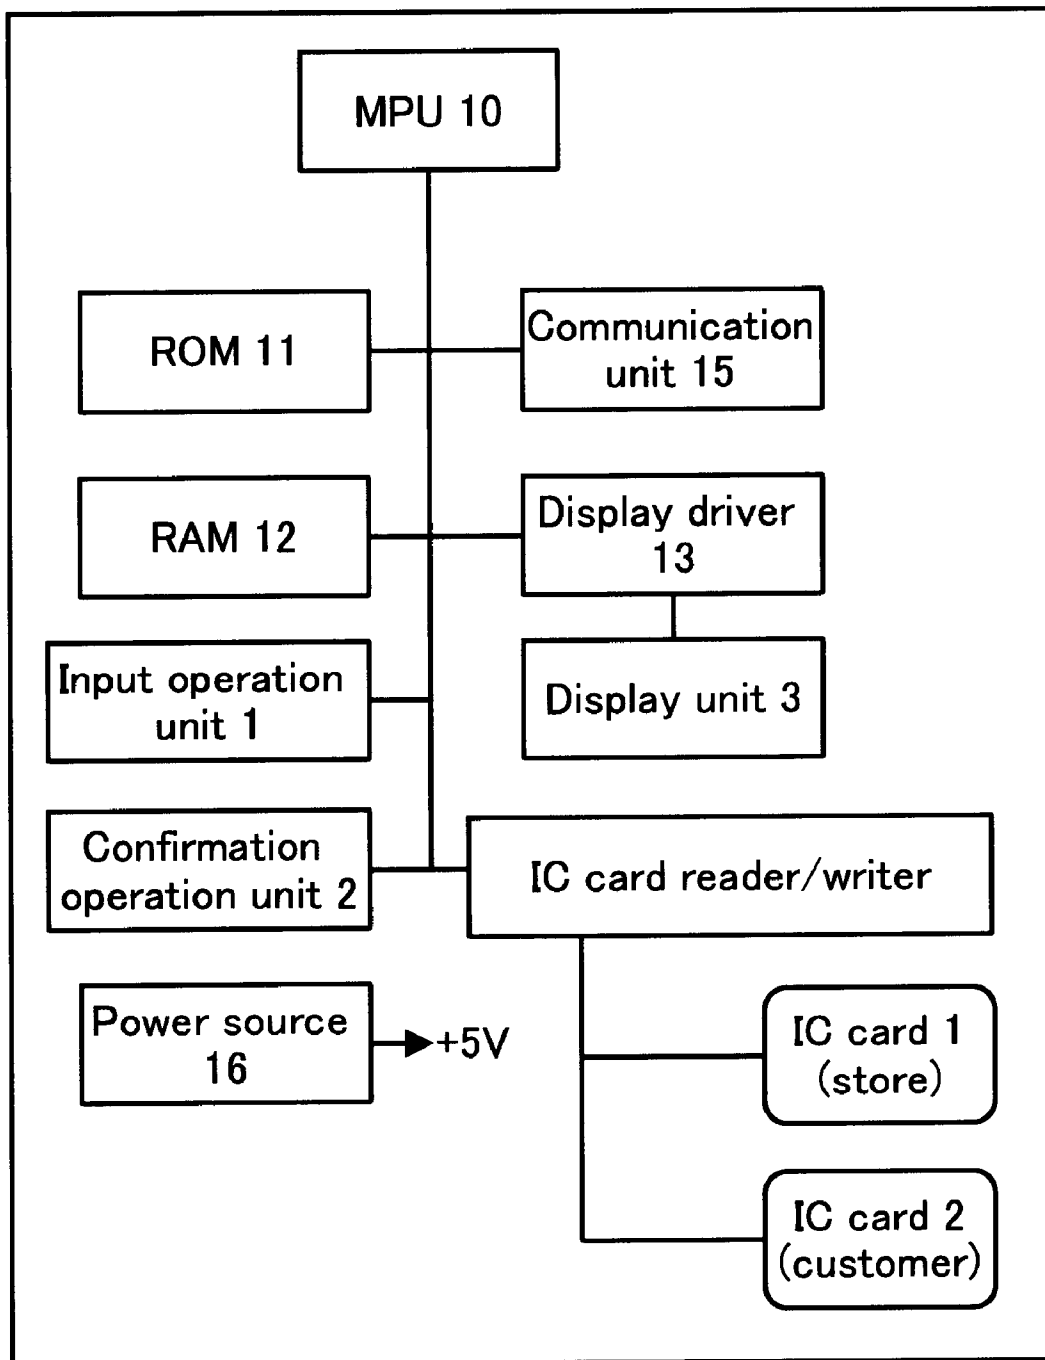 MPU 10
ROM 11
Communication
unit 15
RAM 12
Display driver
13
Input operation
unit 1
Display unit 3
Confirmation
operation unit 2
IC card reader/writer
Power source
16
+5V
IC card 1
(store)
IC card 2
(customer)